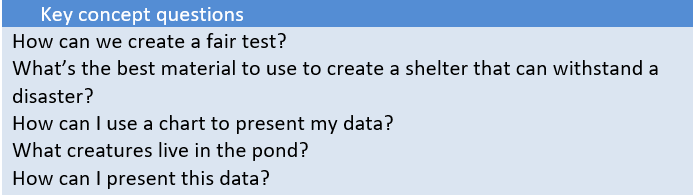 Key concept questions
How can we create a fair test?
What's the best material to use to create a shelter that can withstand a
disaster?
How can I use a chart to present my data?
What creatures live in the pond?
How can I present this data?